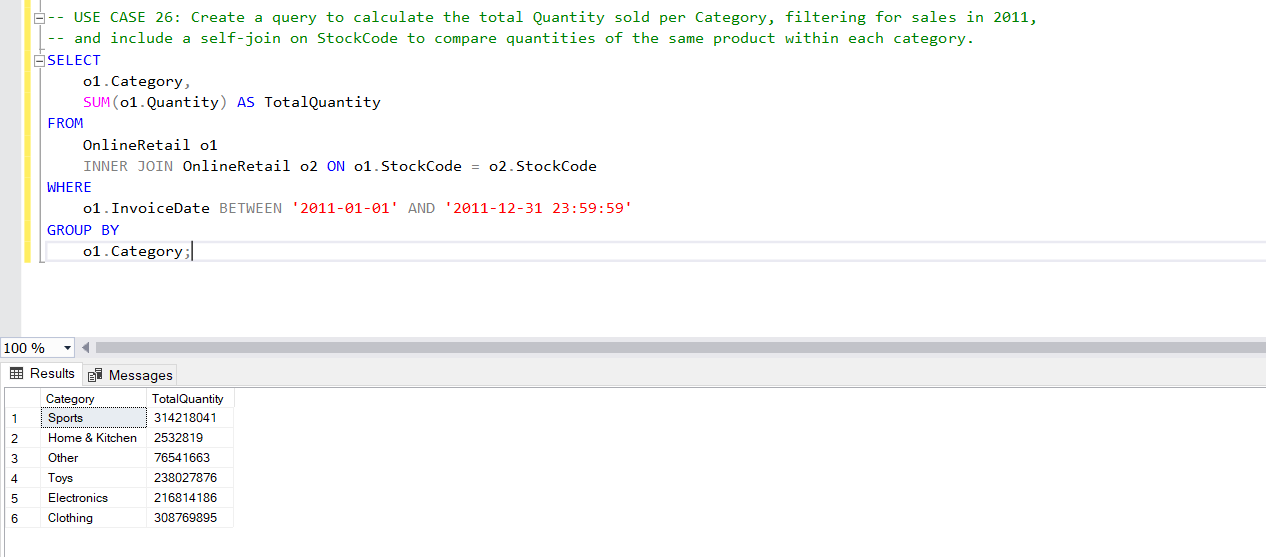 -- USE CASE 26: Create a query to calculate the total Quantity sold per Category, filtering for sales in 2011,
-- and include a self-join on StockCode to compare quantities of the same product within each category.
SELECT
o1.Category,
SUM(o1.Quantity) AS TotalQuantity
FROM
OnlineRetail o1
INNER JOIN OnlineRetail o2 ON o1.StockCode = o2.StockCode
WHERE
o1.InvoiceDate BETWEEN '2011-01-01' AND '2011-12-31 23:59:59'
GROUP BY
o1.Category;
100 %
Results Messages
Category TotalQuantity
1 Sports 314218041
2 Home & Kitchen 2532819
3 Other 76541663
4 Toys 238027876
5 Electronics 216814186
6 Clothing 308769895